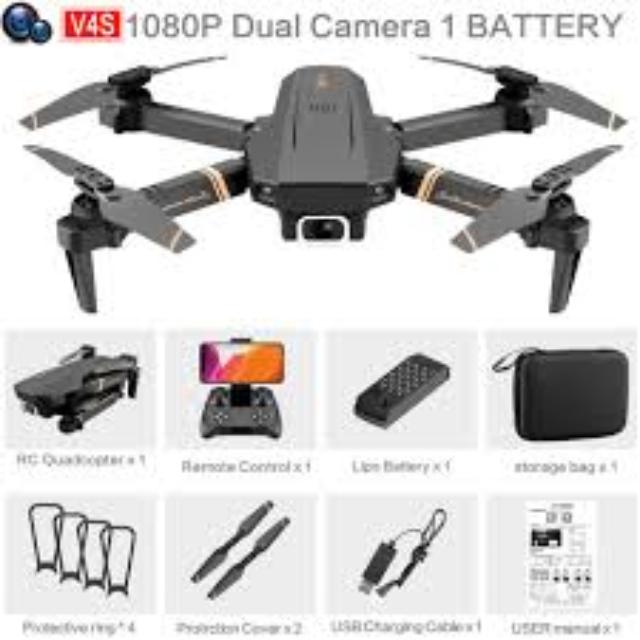 V4S 1080P Dual Camera 1 BATTERY
RC Quadcopter x 1
Remote Control x 1
Lipo Battery x 1
storage bag x 1
Protective ring * 4
Protrction Cover x 2
USB Charging Cable x 1
USER manual x 1